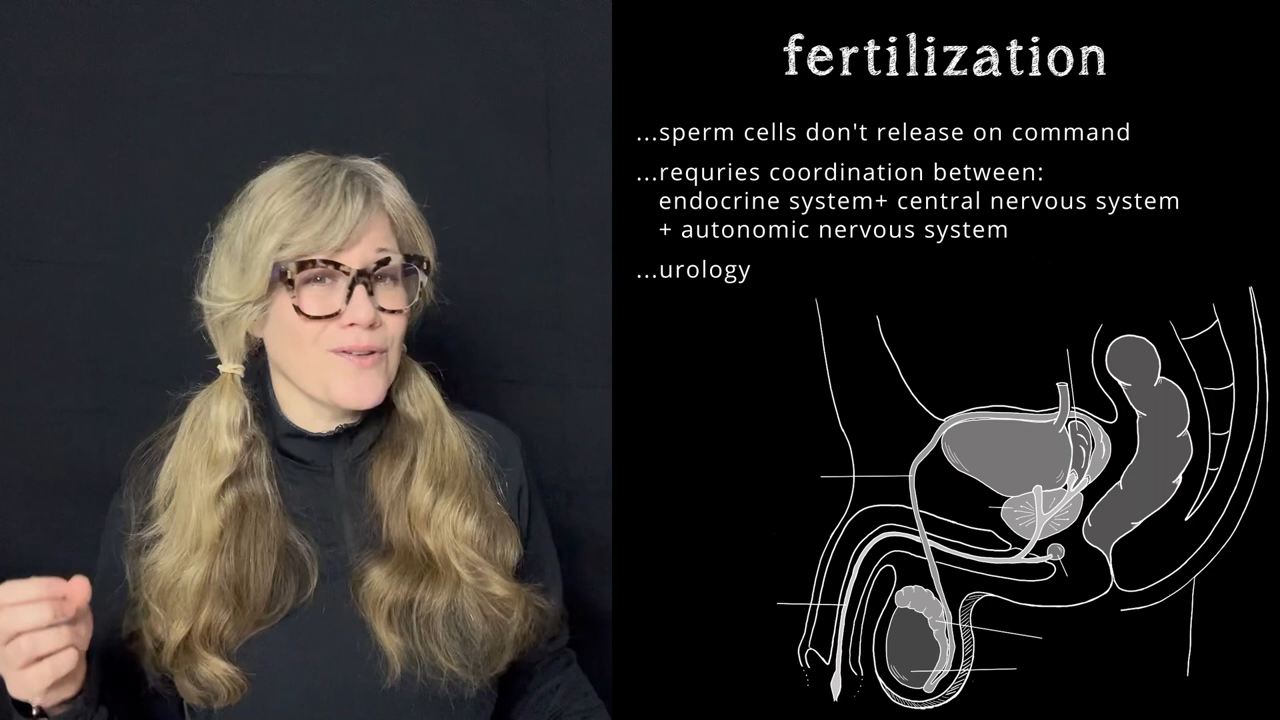 fertilization
...sperm cells don't release on command
...requries coordination between:
endocrine system+ central nervous system
+ autonomic nervous system
...urology